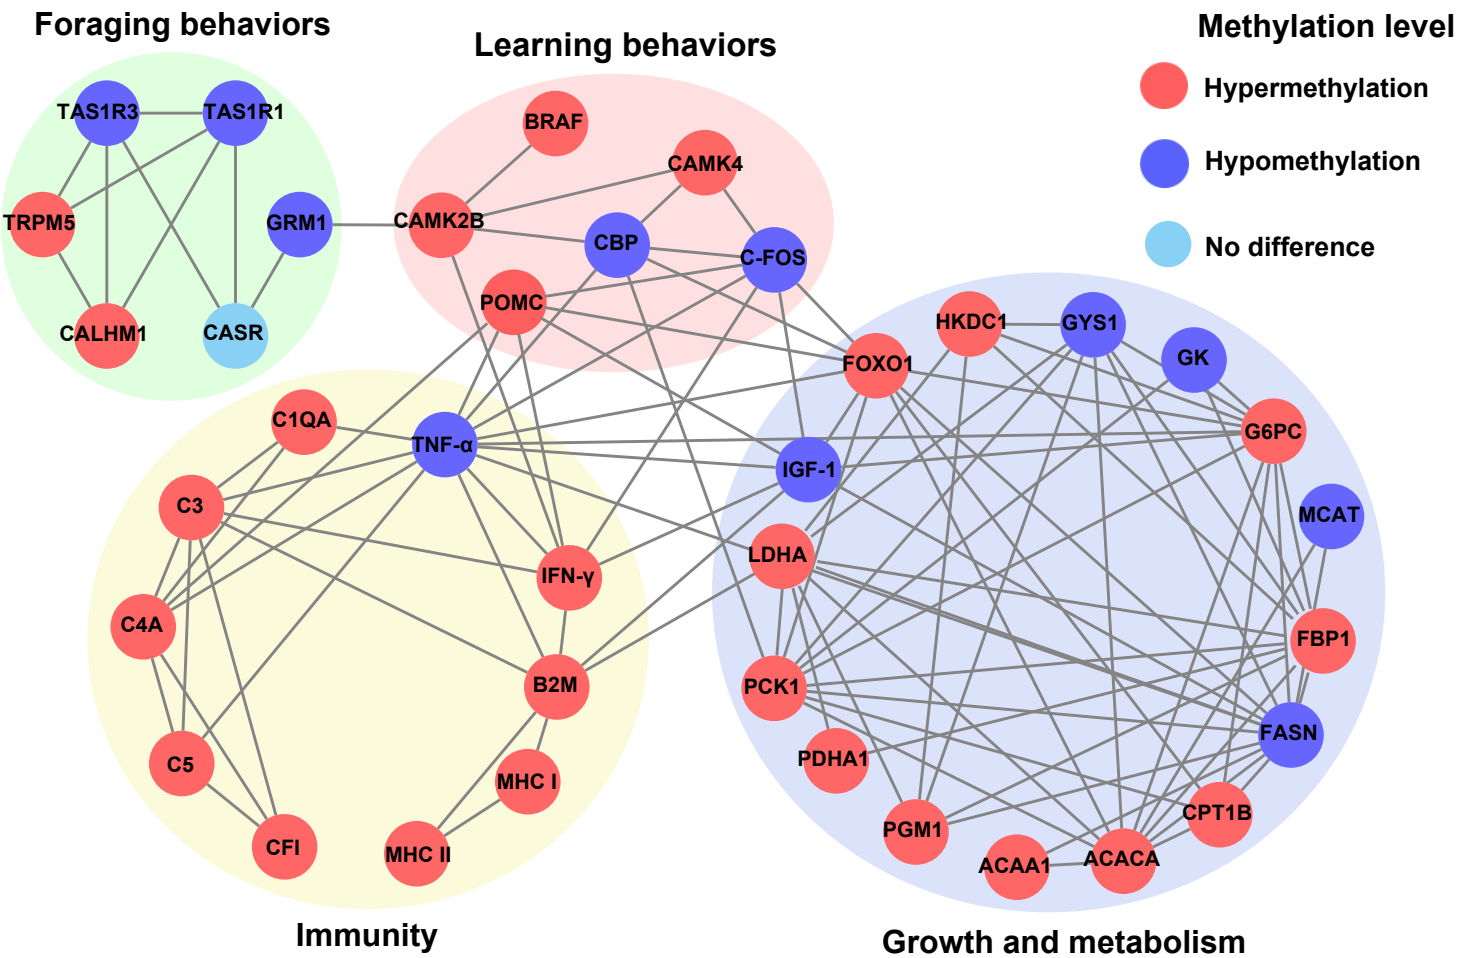 Foraging behaviors
Learning behaviors
Methylation level
Hypermethylation
Hypomethylation
No difference
TAS1R3
TAS1R1
TRPM5
GRM1
CALHM1
CASR
BRAF
CAMK4
CAMK2B
CBP
C-FOS
POMC
HKDC1
GYS1
GK
FOXO1
G6PC
IGF-1
MCAT
LDHA
FBP1
PCK1
FASN
PDHA1
CPT1B
PGM1
ACAA1
ACACA
C1QA
TNF-α
C3
IFN-γ
C4A
B2M
C5
MHC I
CFI
MHC II
Immunity
Growth and metabolism